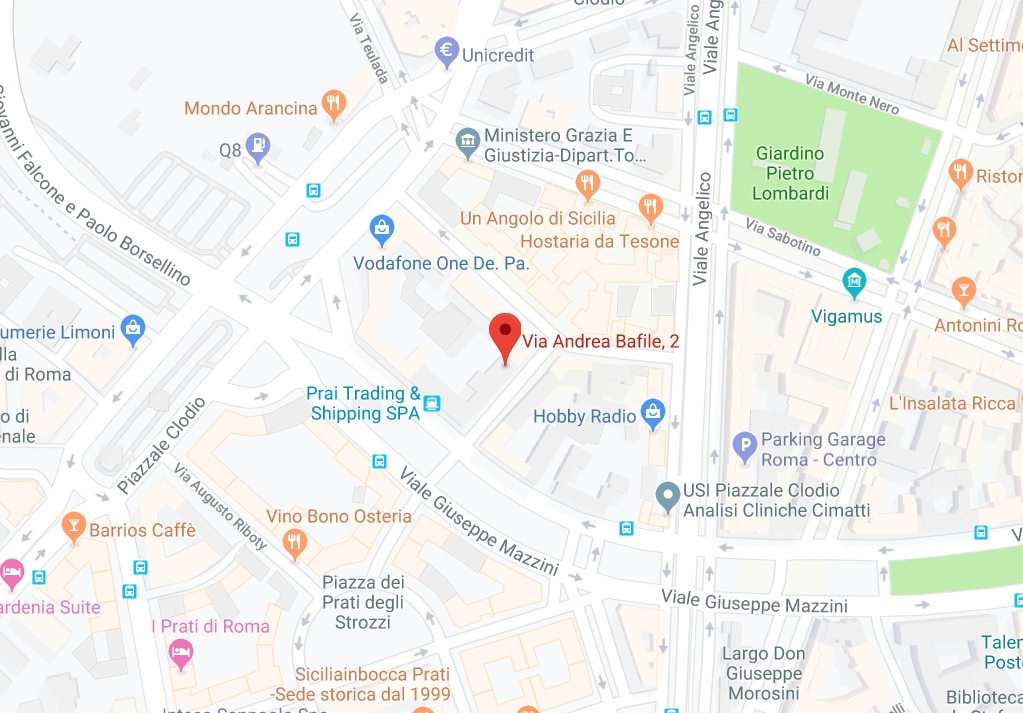 Clodio
Via Teulada
Unicredit
Viale Angelico
Viale Ang
Al Settim
Mondo Arancina
Via Monte Nero
Q8
Ministero Grazia E
Giustizia-Dipart.To...
Giardino
Pietro
Lombardi
Ristor
Giovanni Falcone e Paolo Borsellino
Un Angolo di Sicilia
Hostaria da Tesone
Viale Angelico
Via Sabotino
Vodafone One De. Pa.
Vigamus
Antonini Ro
umerie Limoni
Via Andrea Bafile, 2
lla
di Roma
Prai Trading &
Shipping SPA
L'Insalata Ricca
o di
enale
Hobby Radio
Piazzale Clodio
Parking Garage
Roma - Centro
Via Augusto Riboty
Viale Giuseppe Mazzini
USI Piazzale Clodio
Analisi Cliniche Cimatti
Barrios Caffè
Vino Bono Osteria
V
ardenia Suite
Piazza dei
Prati degli
Strozzi
Viale Giuseppe Mazzini
I Prati di Roma
Largo Don
Giuseppe
Morosini
Talen
Poste
Siciliainbocca Prati
-Sede storica dal 1999
Biblioteca